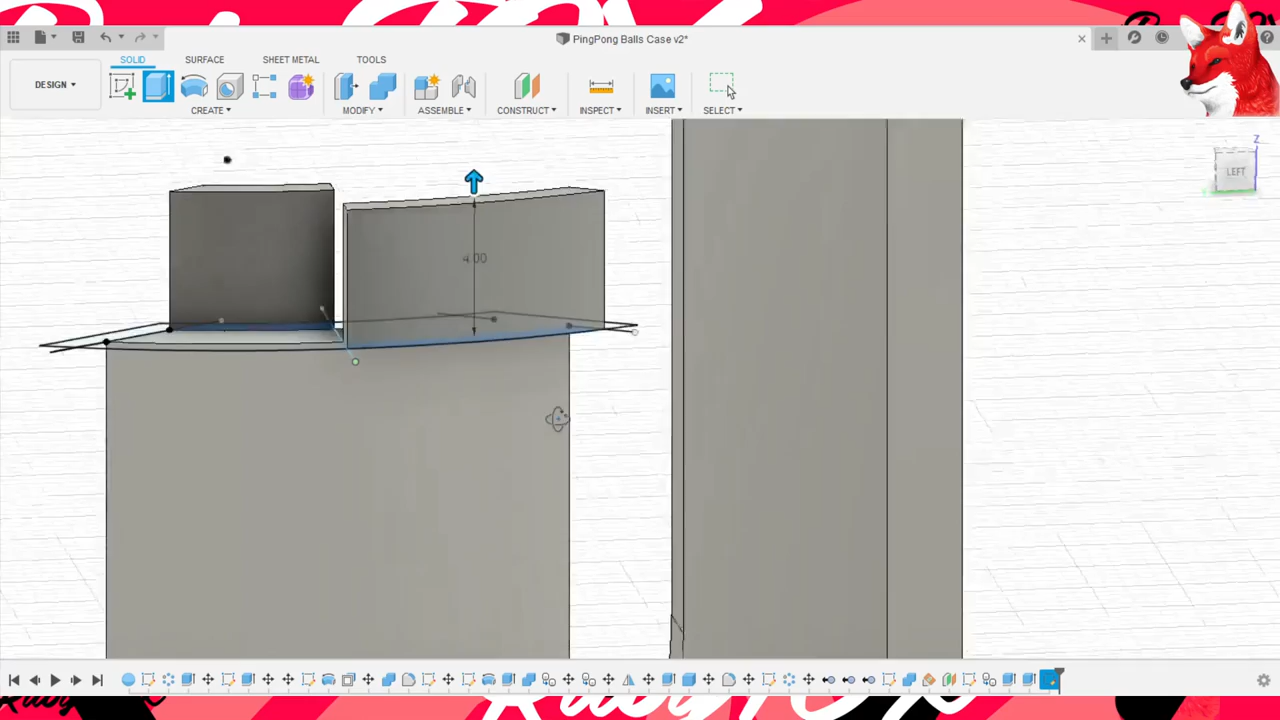 PingPong Balls Case v2*
SOLID SURFACE SHEET METAL TOOLS
DESIGN
CREATE MODIFY ASSEMBLE CONSTRUCT INSPECT INSERT SELECT
Z
LEFT
4.00